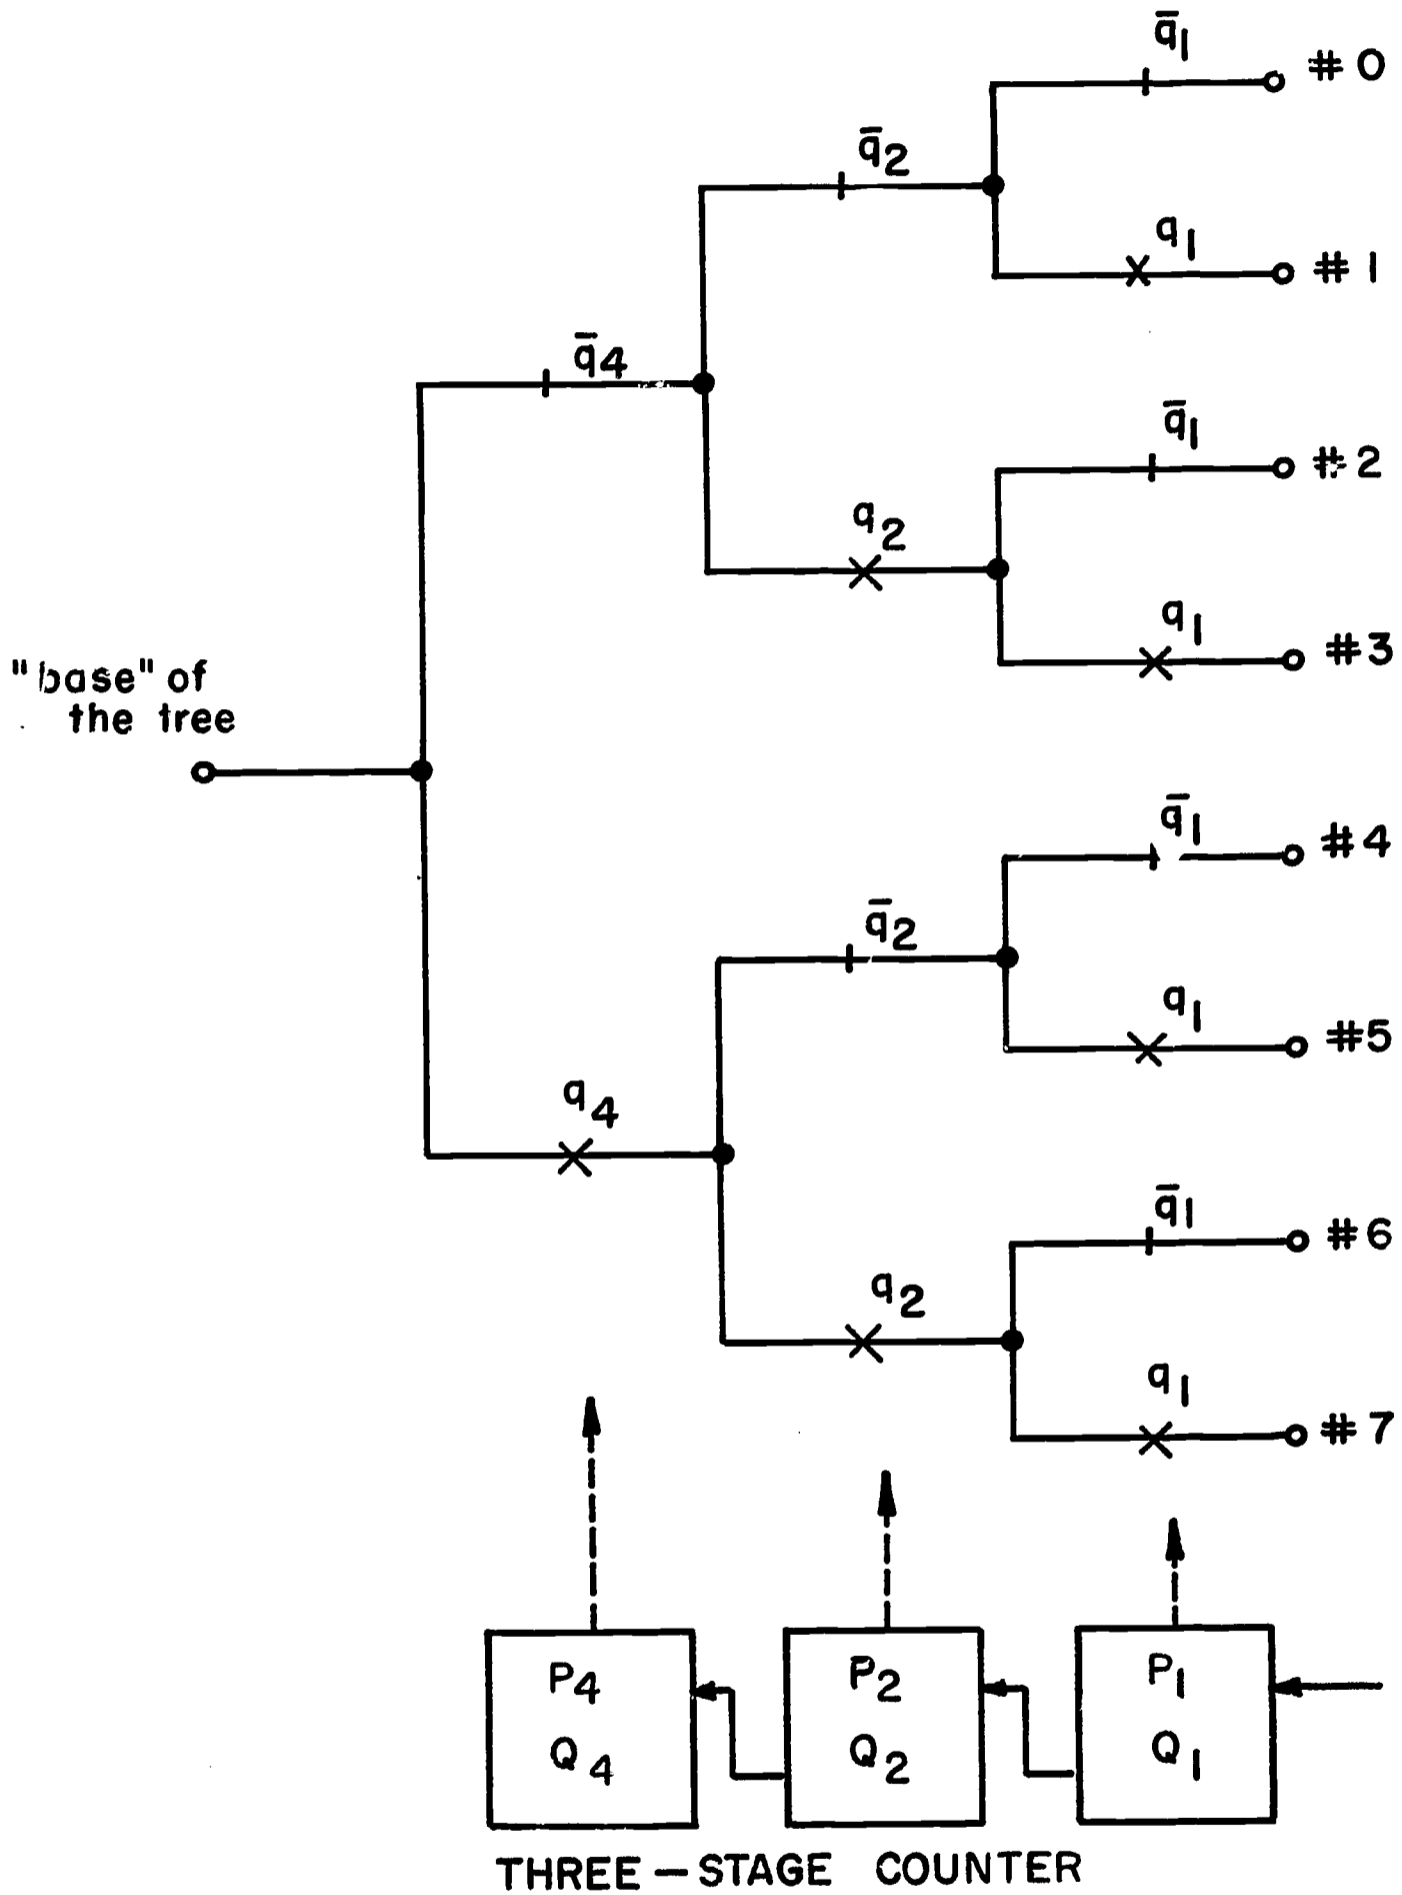 q̄1
# 0
q̄2
q1
# 1
q̄4
q̄1
# 2
q2
q1
#3
"base" of
the tree
q̄1
#4
q̄2
q1
#5
q4
q̄1
#6
q2
q1
#7
P4
Q4
P2
Q2
P1
Q1
THREE-STAGE COUNTER